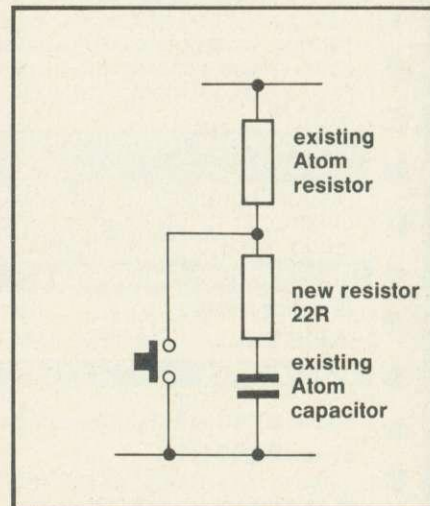 existing
Atom
resistor
new resistor
22R
existing
Atom
capacitor